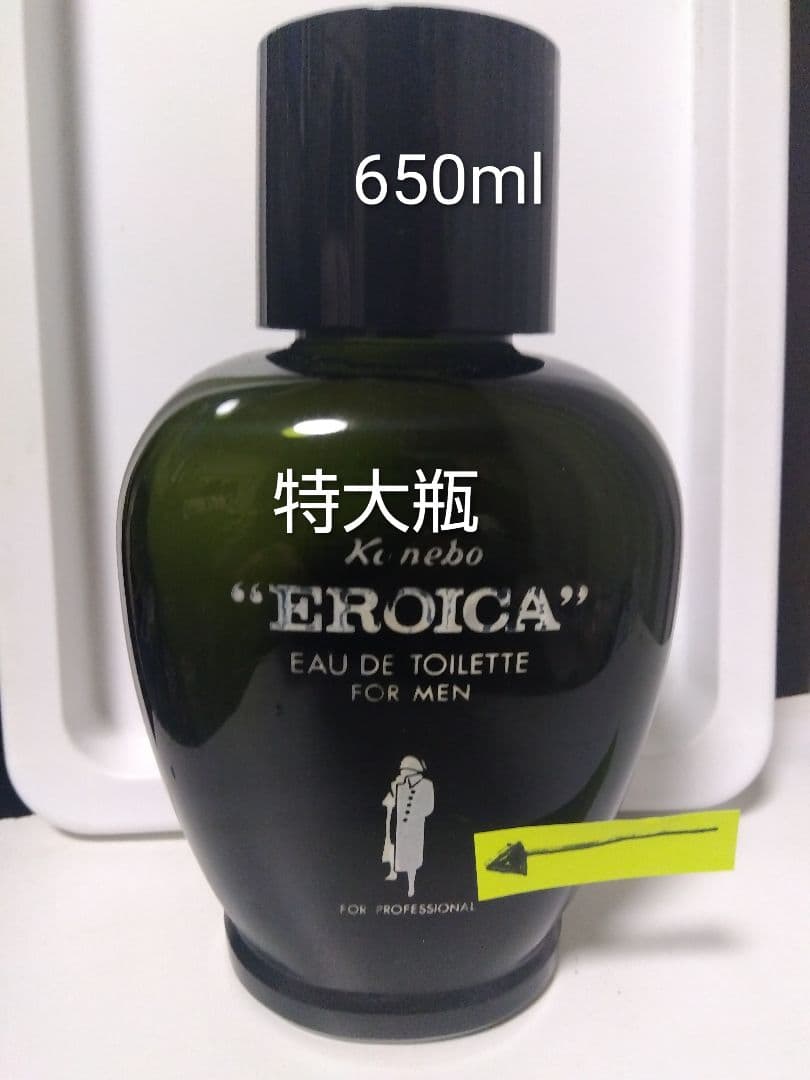 650ml
特大瓶
Kanebo
“EROICA”
EAU DE TOILETTE
FOR MEN
FOR PROFESSIONAL